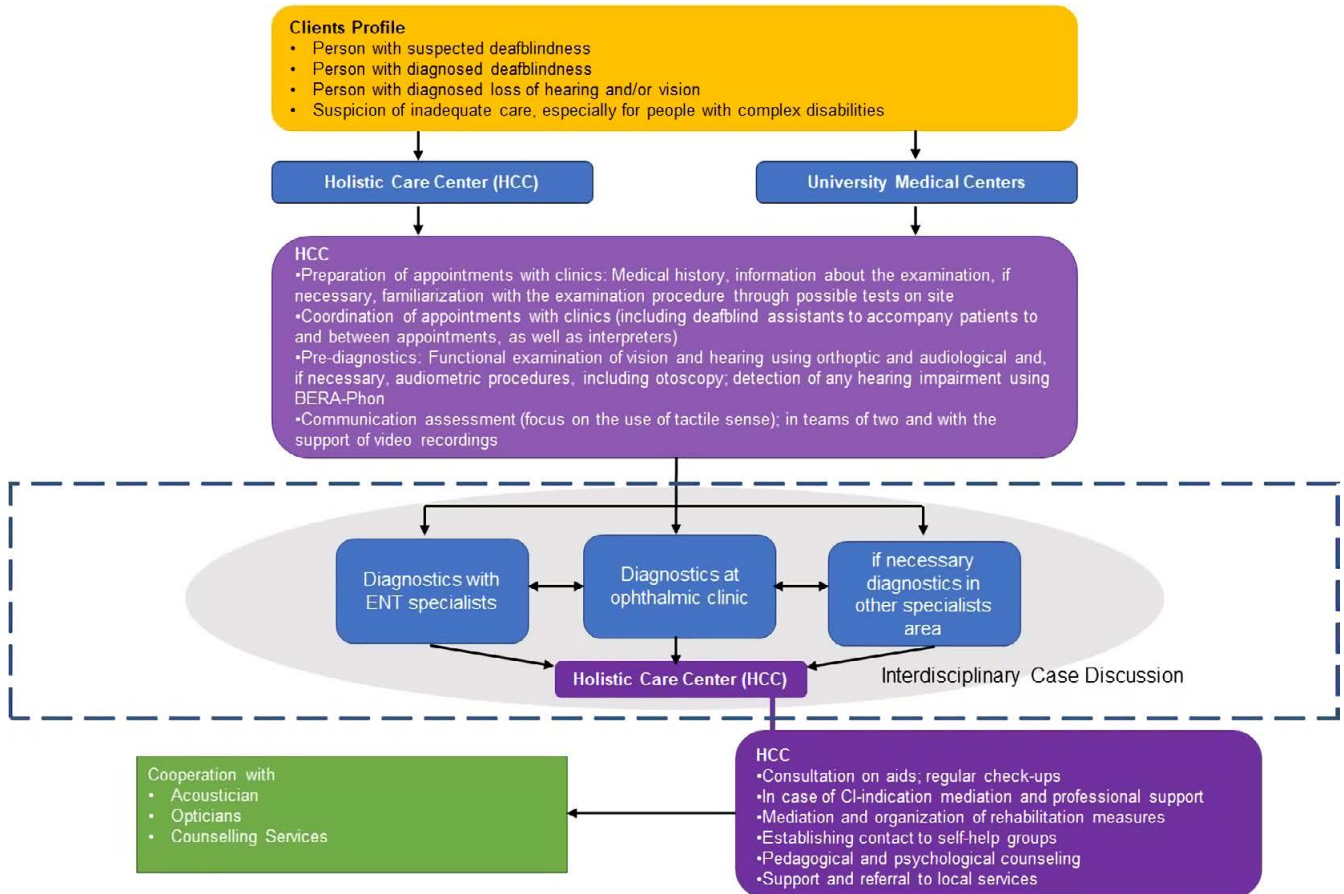 Clients Profile
• Person with suspected deafblindness
• Person with diagnosed deafblindness
• Person with diagnosed loss of hearing and/or vision
• Suspicion of inadequate care, especially for people with complex disabilities
Holistic Care Center (HCC)
University Medical Centers
HCC
•Preparation of appointments with clinics: Medical history, information about the examination, if
necessary, familiarization with the examination procedure through possible tests on site
•Coordination of appointments with clinics (including deafblind assistants to accompany patients to
and between appointments, as well as interpreters)
•Pre-diagnostics: Functional examination of vision and hearing using orthoptic and audiological and,
if necessary, audiometric procedures, including otoscopy; detection of any hearing impairment using
BERA-Phon
•Communication assessment (focus on the use of tactile sense); in teams of two and with the
support of video recordings
Diagnostics with
ENT specialists
Diagnostics at
ophthalmic clinic
if necessary
diagnostics in
other specialists
area
Holistic Care Center (HCC)
Interdisciplinary Case Discussion
Cooperation with
• Acoustician
• Opticians
• Counselling Services
HCC
•Consultation on aids; regular check-ups
•In case of CI-indication mediation and professional support
•Mediation and organization of rehabilitation measures
•Establishing contact to self-help groups
•Pedagogical and psychological counseling
•Support and referral to local services